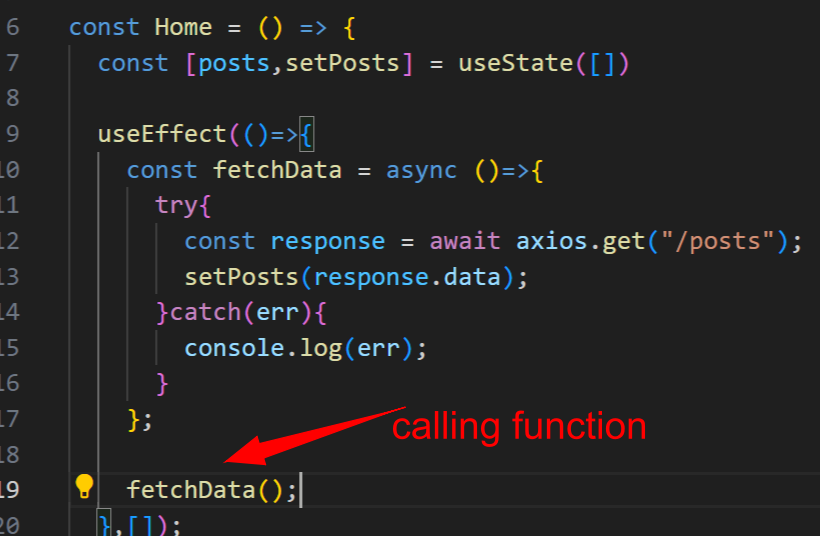 6 const Home = () => {
7 const [posts,setPosts] = useState([])
8
9 useEffect(()=>{
10 const fetchData = async ()=>{
11 try{
12 const response = await axios.get("/posts");
13 setPosts(response.data);
14 }catch(err){
15 console.log(err);
16 }
17 };
calling function
18
19 fetchData();
20 },[]);